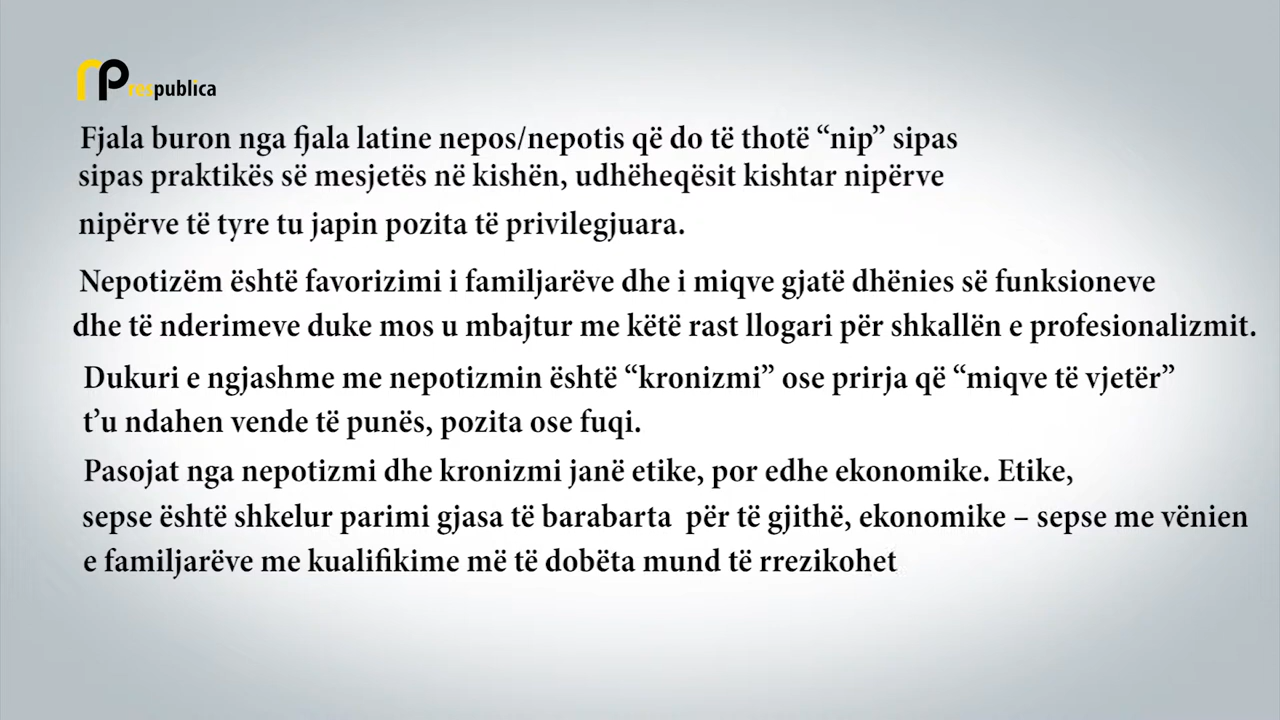 respublica
Fjala buron nga fjala latine nepos/nepotis që do të thotë “nip” sipas
sipas praktikës së mesjetës në kishën, udhëheqësit kishtar nipërve
nipërve të tyre tu japin pozita të privilegjuara.
Nepotizëm është favorizimi i familjarëve dhe i miqve gjatë dhënies së funksioneve
dhe të nderimeve duke mos u mbajtur me këtë rast llogari për shkallën e profesionalizmit.
Dukuri e ngjashme me nepotizmin është “kronizmi” ose prirja që “miqve të vjetër”
t’u ndahen vende të punës, pozita ose fuqi.
Pasojat nga nepotizmi dhe kronizmi janë etike, por edhe ekonomike. Etike,
sepse është shkelur parimi gjasa të barabarta për të gjithë, ekonomike – sepse me vënien
e familjarëve me kualifikime më të dobëta mund të rrezikohet